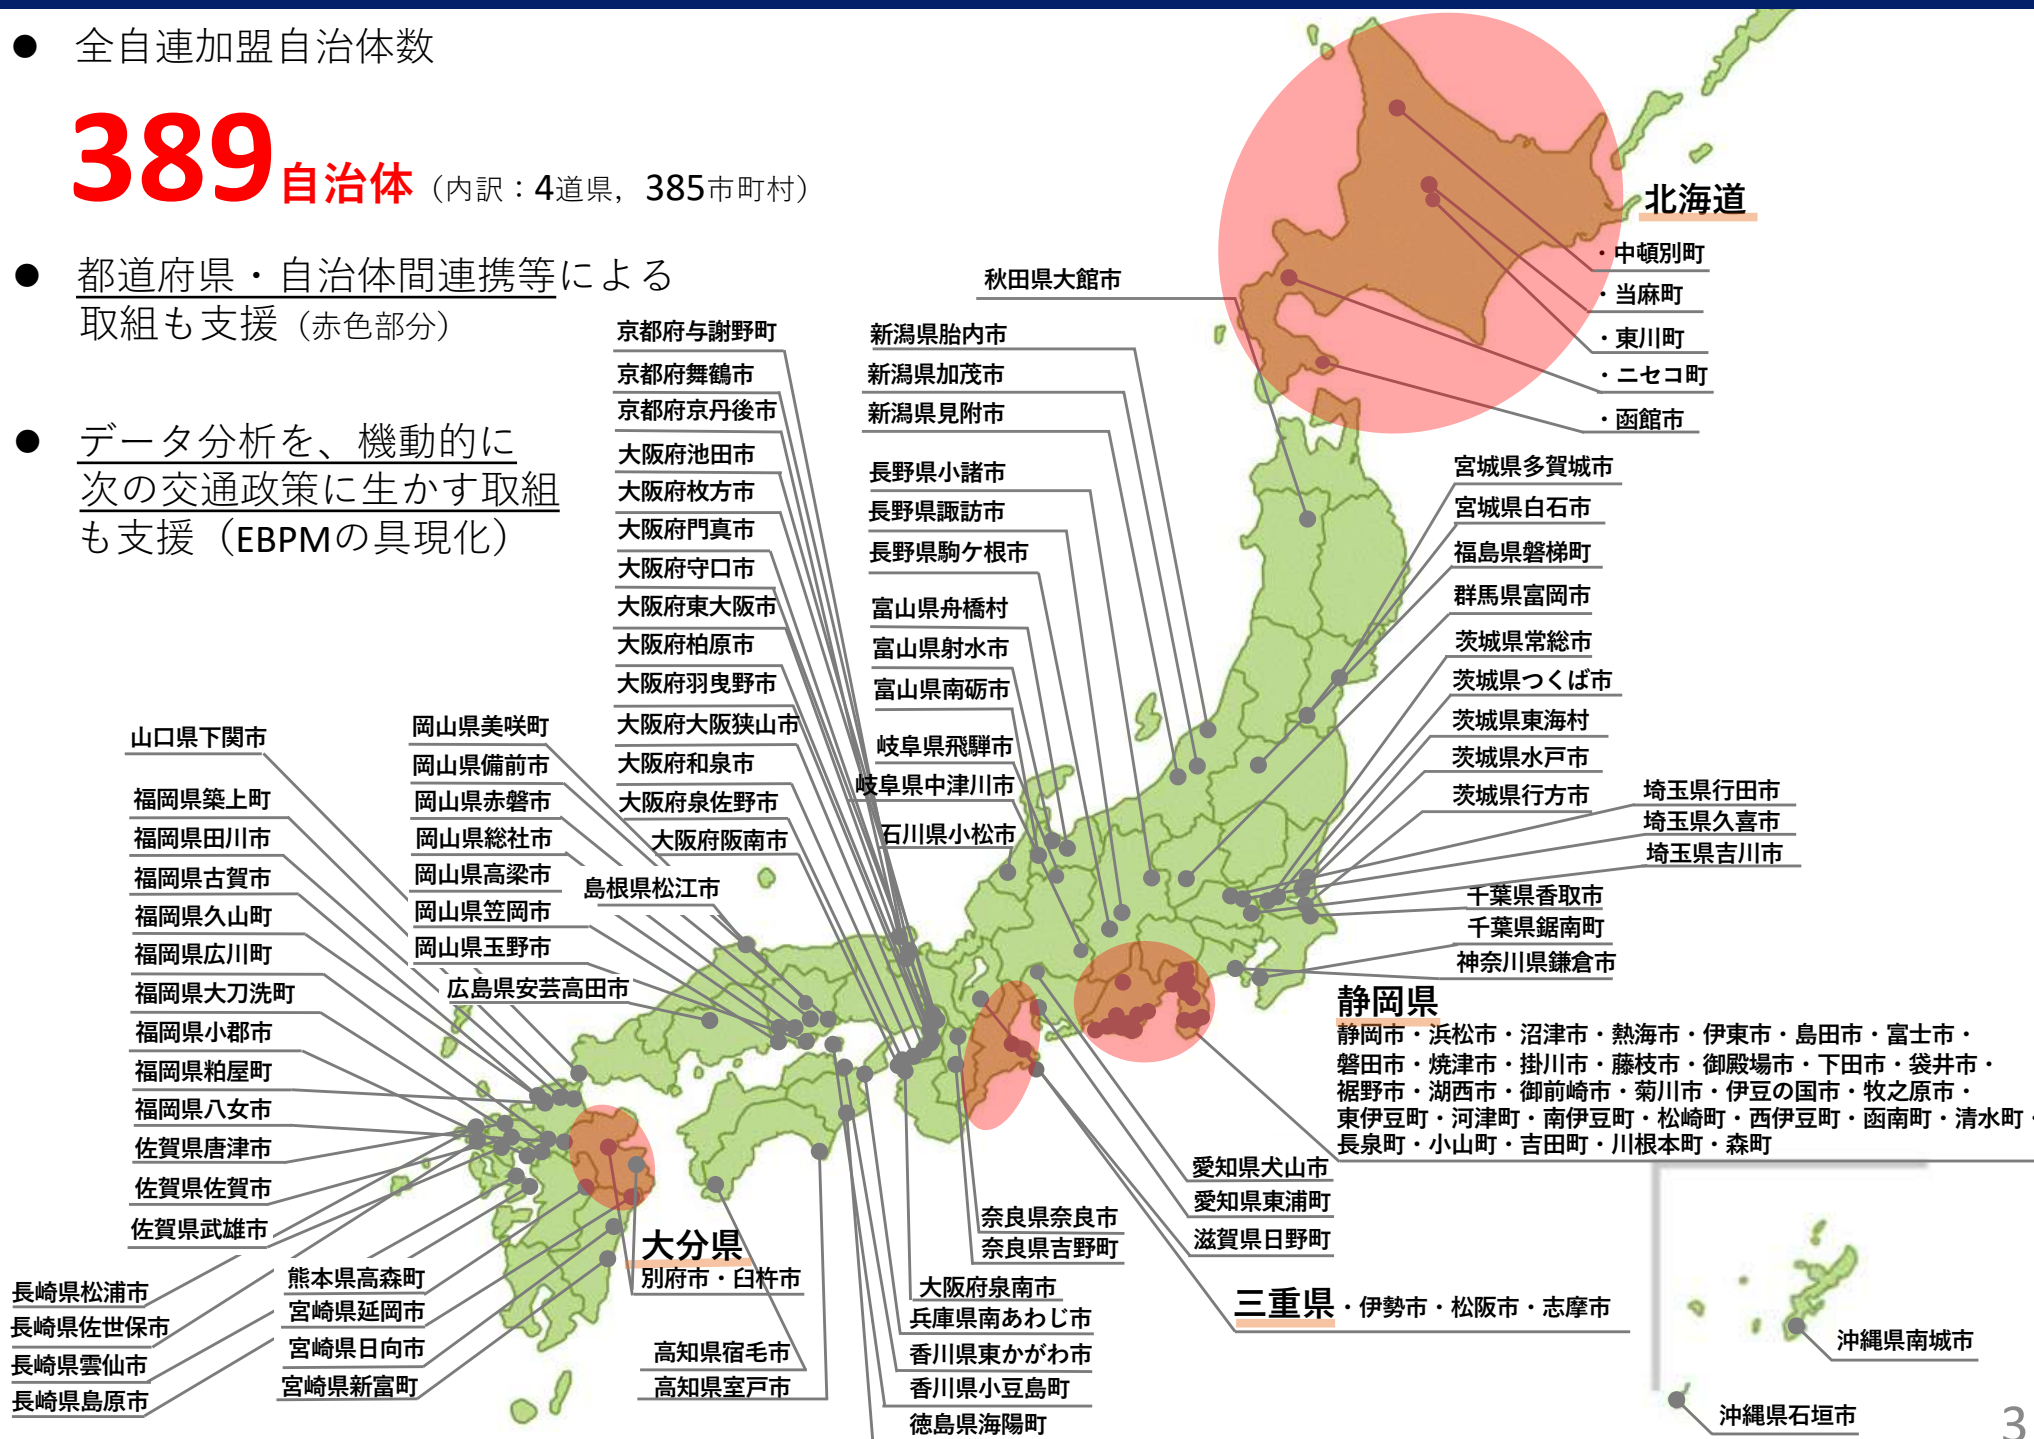 ● 全自連加盟自治体数
389自治体（内訳：4道県，385市町村）
● 都道府県・自治体間連携等による
取組も支援（赤色部分）
● データ分析を、機動的に
次の交通政策に生かす取組
も支援（EBPMの具現化）
北海道
・中頓別町
・当麻町
・東川町
・ニセコ町
・函館市
秋田県大館市
京都府与謝野町
京都府舞鶴市
京都府京丹後市
大阪府池田市
大阪府枚方市
大阪府門真市
大阪府守口市
大阪府東大阪市
大阪府柏原市
大阪府羽曳野市
大阪府大阪狭山市
大阪府和泉市
大阪府泉佐野市
大阪府阪南市
新潟県胎内市
新潟県加茂市
新潟県見附市
長野県小諸市
長野県諏訪市
長野県駒ケ根市
富山県舟橋村
富山県射水市
富山県南砺市
岐阜県飛騨市
岐阜県中津川市
石川県小松市
宮城県多賀城市
宮城県白石市
福島県磐梯町
群馬県富岡市
茨城県常総市
茨城県つくば市
茨城県東海村
茨城県水戸市
茨城県行方市
埼玉県行田市
埼玉県久喜市
埼玉県吉川市
千葉県香取市
千葉県鋸南町
神奈川県鎌倉市
山口県下関市
福岡県築上町
福岡県田川市
福岡県古賀市
福岡県久山町
福岡県広川町
福岡県大刀洗町
福岡県小郡市
福岡県粕屋町
福岡県八女市
佐賀県唐津市
佐賀県佐賀市
佐賀県武雄市
長崎県松浦市
長崎県佐世保市
長崎県雲仙市
長崎県島原市
岡山県美咲町
岡山県備前市
岡山県赤磐市
岡山県総社市
岡山県高梁市
岡山県笠岡市
岡山県玉野市
島根県松江市
広島県安芸高田市
熊本県高森町
宮崎県延岡市
宮崎県日向市
宮崎県新富町
大分県
別府市・臼杵市
高知県宿毛市
高知県室戸市
奈良県奈良市
奈良県吉野町
大阪府泉南市
兵庫県南あわじ市
香川県東かがわ市
香川県小豆島町
徳島県海陽町
愛知県犬山市
愛知県東浦町
滋賀県日野町
三重県・伊勢市・松阪市・志摩市
静岡県
静岡市・浜松市・沼津市・熱海市・伊東市・島田市・富士市・
磐田市・焼津市・掛川市・藤枝市・御殿場市・下田市・袋井市・
裾野市・湖西市・御前崎市・菊川市・伊豆の国市・牧之原市・
東伊豆町・河津町・南伊豆町・松崎町・西伊豆町・函南町・清水町・
長泉町・小山町・吉田町・川根本町・森町
沖縄県南城市
沖縄県石垣市
3